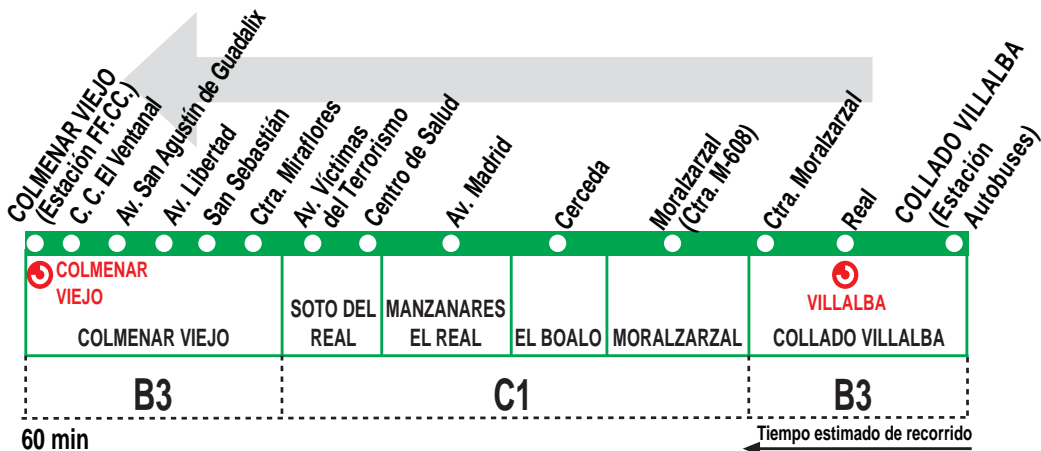 COLMENAR VIEJO
(Estación FF.CC.)
C. C. El Ventanal
Av. San Agustín de Guadalix
Av. Libertad
San Sebastián
Ctra. Miraflores
Av. Víctimas
del Terrorismo
Centro de Salud
Av. Madrid
Cerceda
Moralzarzal
(Ctra. M-608)
Ctra. Moralzarzal
Real
COLLADO VILLALBA
(Estación
Autobuses)
COLMENAR
VIEJO
VILLALBA
COLMENAR VIEJO
SOTO DEL
REAL
MANZANARES
EL REAL
EL BOALO
MORALZARZAL
COLLADO VILLALBA
B3
C1
B3
60 min
Tiempo estimado de recorrido